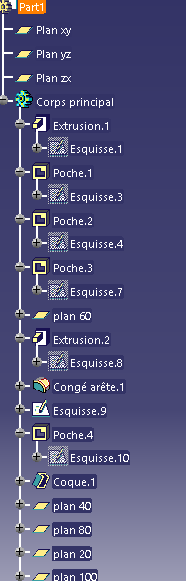 Part1
Plan xy
Plan yz
Plan zx
Corps principal
Extrusion.1
Esquisse.1
Poche.1
Esquisse.3
Poche.2
Esquisse.4
Poche.3
Esquisse.7
plan 60
Extrusion.2
Esquisse.8
Congé arête.1
Esquisse.9
Poche.4
Esquisse.10
Coque.1
plan 40
plan 80
plan 20
plan 100